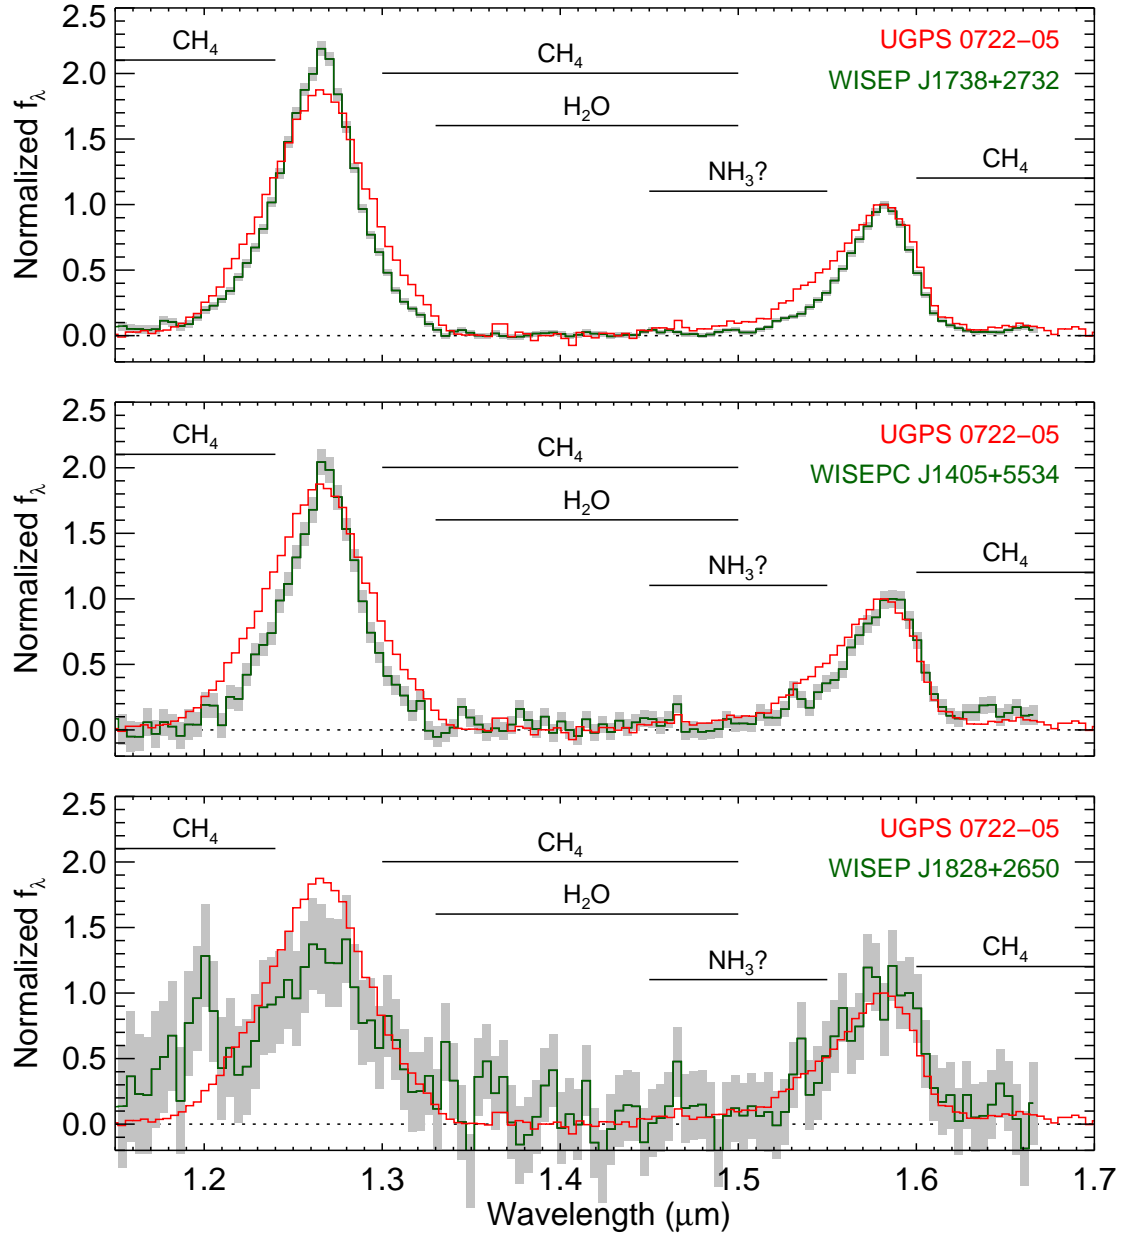 2.5
CH₄
UGPS 0722−05
2.0
CH₄
WISEP J1738+2732
H₂O
1.5
NH₃?
CH₄
1.0
0.5
0.0
Normalized f_λ
2.5
CH₄
UGPS 0722−05
2.0
CH₄
WISEPC J1405+5534
H₂O
1.5
NH₃?
CH₄
1.0
0.5
0.0
Normalized f_λ
2.5
CH₄
UGPS 0722−05
2.0
CH₄
WISEP J1828+2650
H₂O
1.5
NH₃?
CH₄
1.0
0.5
0.0
Normalized f_λ
1.2 1.3 1.4 1.5 1.6 1.7
Wavelength (μm)